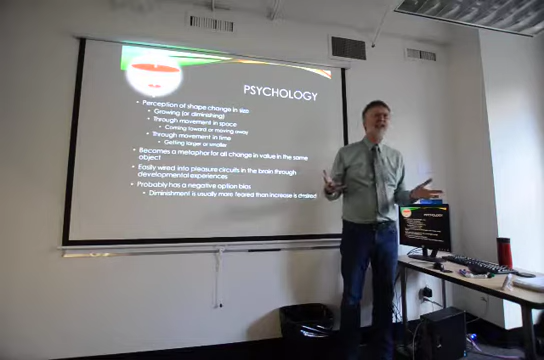 PSYCHOLOGY
• Perception of shape change in size
• Growing (or diminishing)
• Through movement in space
• Coming toward or moving away
• Through movement in time
• Getting larger or smaller
• Becomes a metaphor for all change in value in the same
object
• Easily wired into pleasure circuits in the brain through
developmental experiences
• Probably has a negative option bias
• Diminishment is usually more feared than increase is desired
PSYCHOLOGY